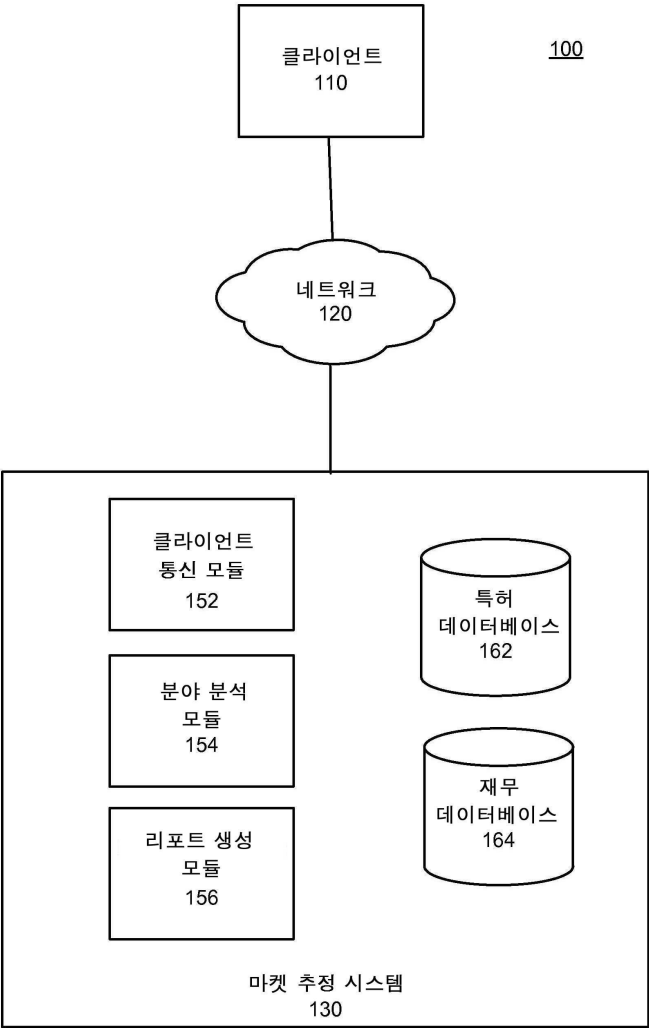 100
클라이언트
110
네트워크
120
클라이언트
통신 모듈
152
분야 분석
모듈
154
리포트 생성
모듈
156
특허
데이터베이스
162
재무
데이터베이스
164
마켓 추정 시스템
130